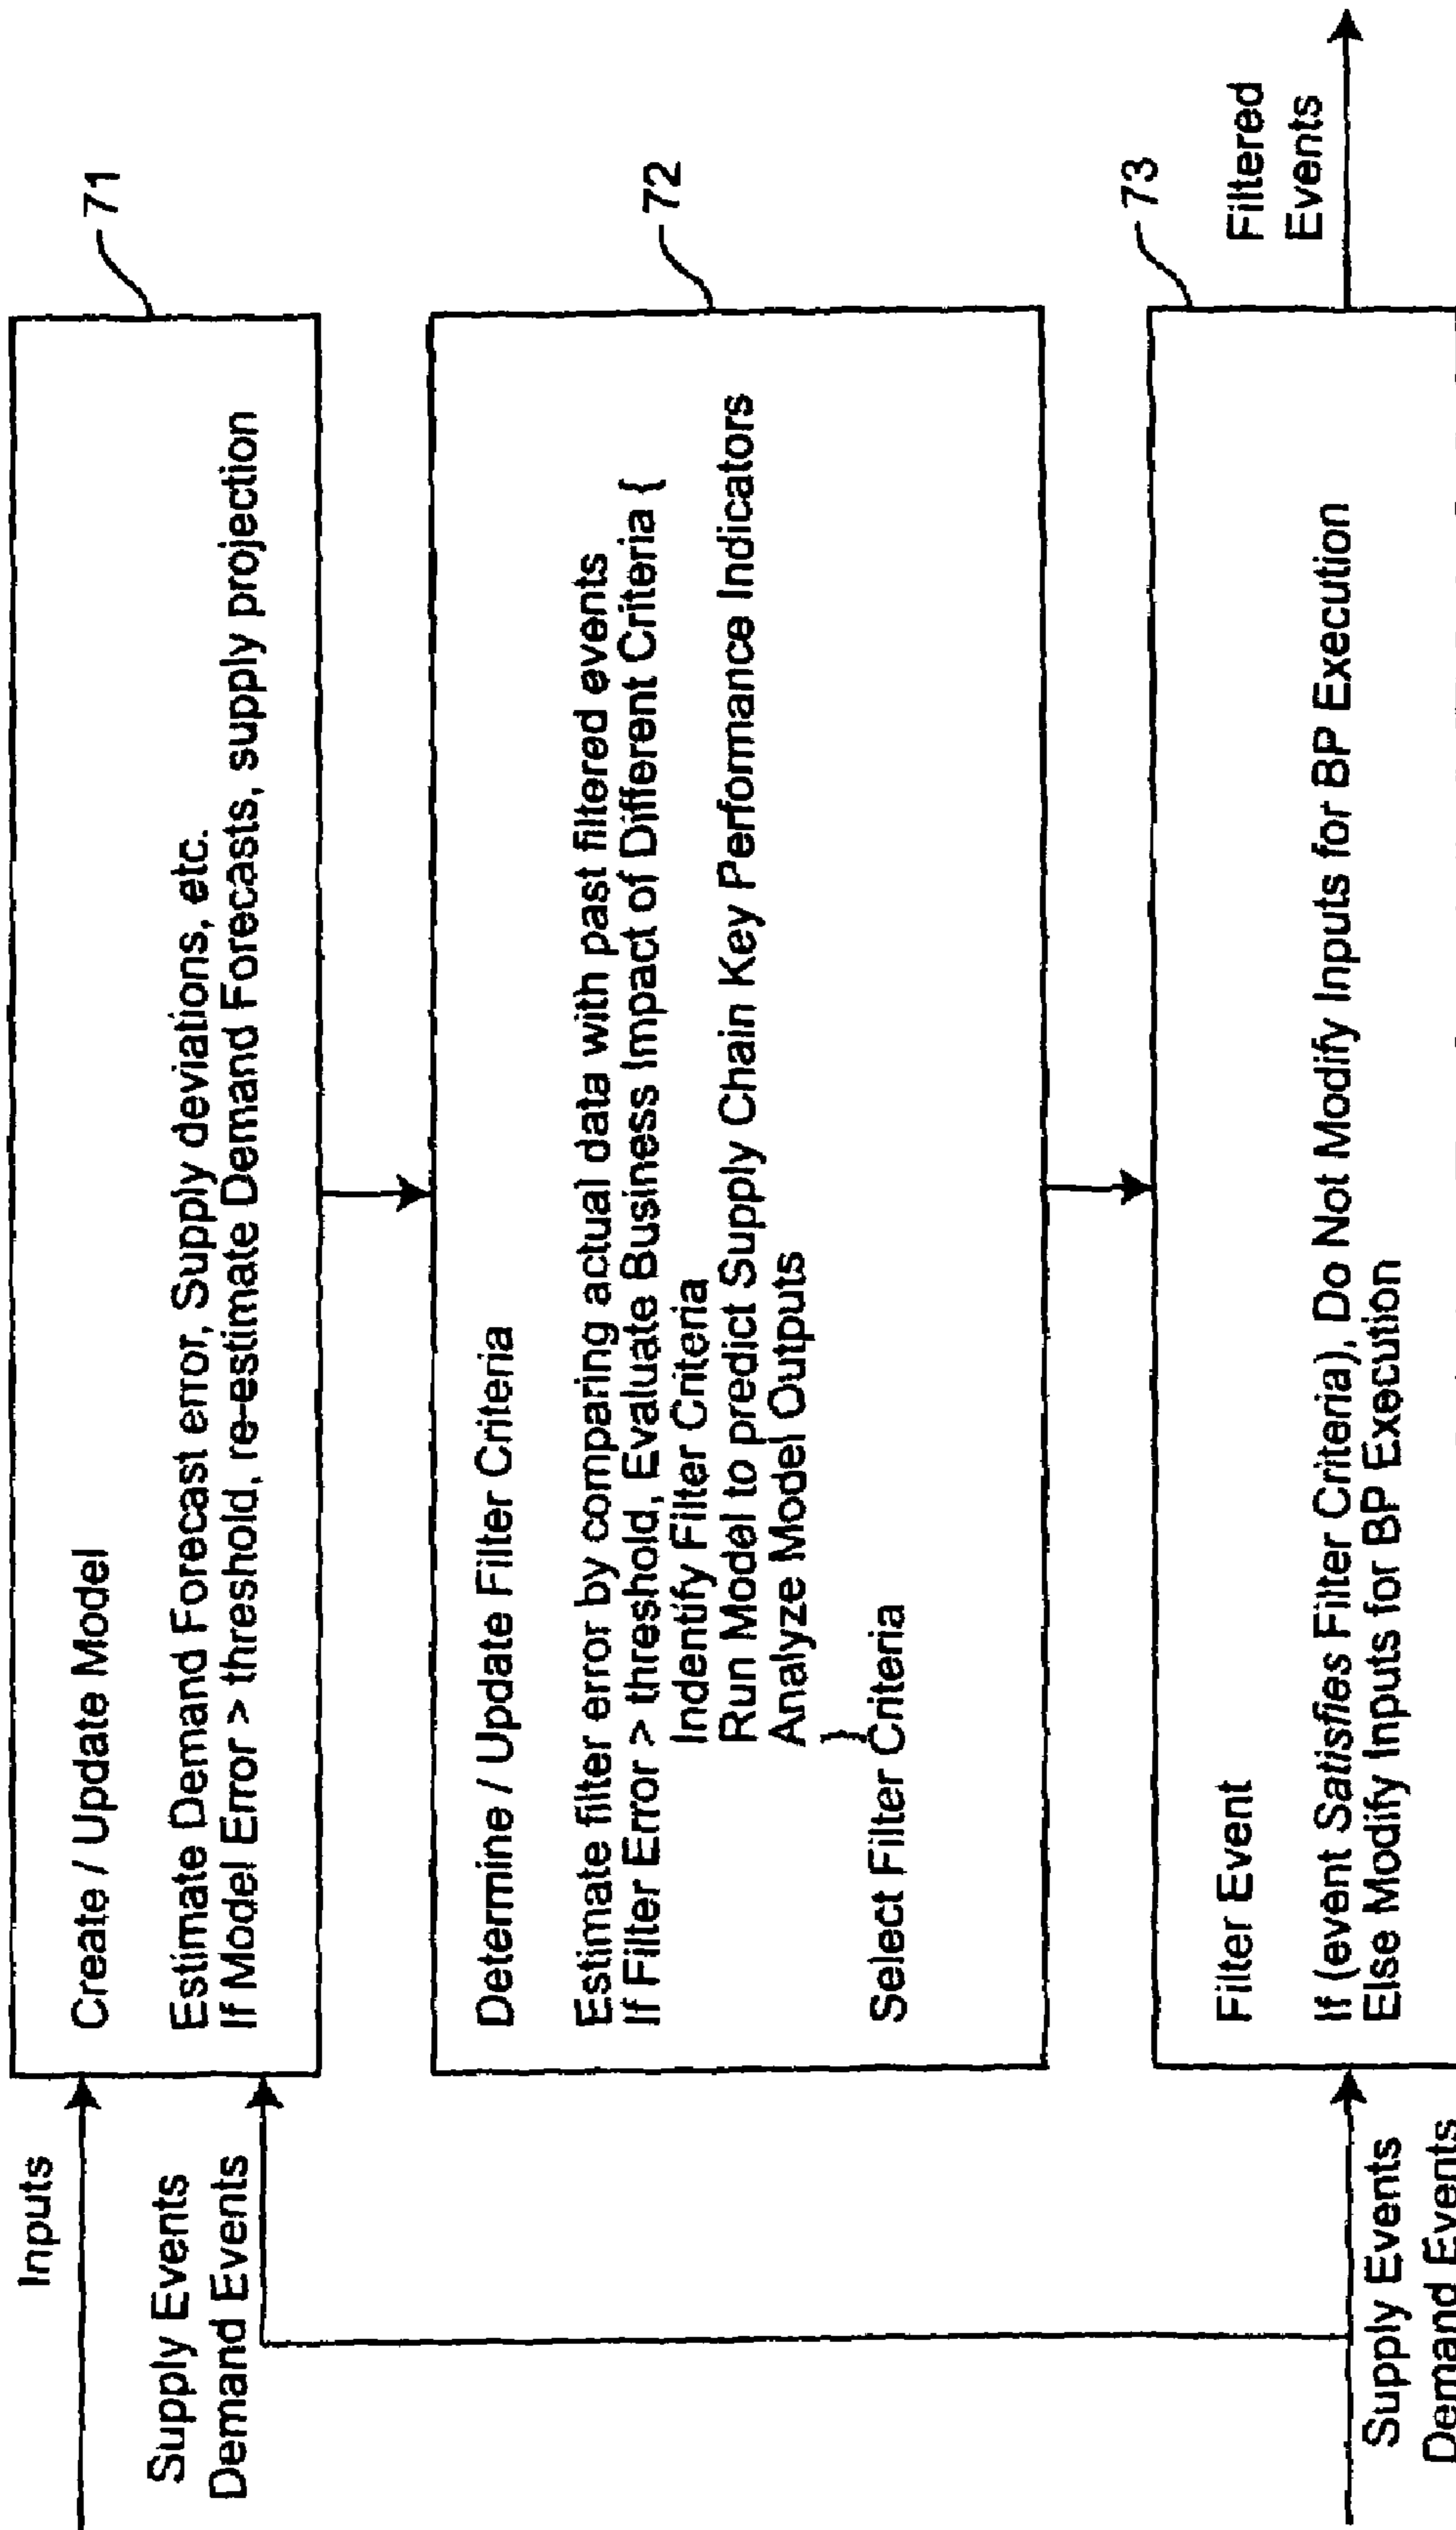 Inputs
Supply Events
Demand Events
71
Create / Update Model
Estimate Demand Forecast error, Supply deviations, etc.
If Model Error > threshold, re-estimate Demand Forecasts, supply projection
72
Determine / Update Filter Criteria
Estimate filter error by comparing actual data with past filtered events
If Filter Error > threshold, Evaluate Business Impact of Different Criteria {
Indentify Filter Criteria
Run Model to predict Supply Chain Key Performance Indicators
Analyze Model Outputs
}
Select Filter Criteria
73
Filter Event
If (event Satisfies Filter Criteria), Do Not Modify Inputs for BP Execution
Else Modify Inputs for BP Execution
Supply Events
Demand Events
Filtered
Events